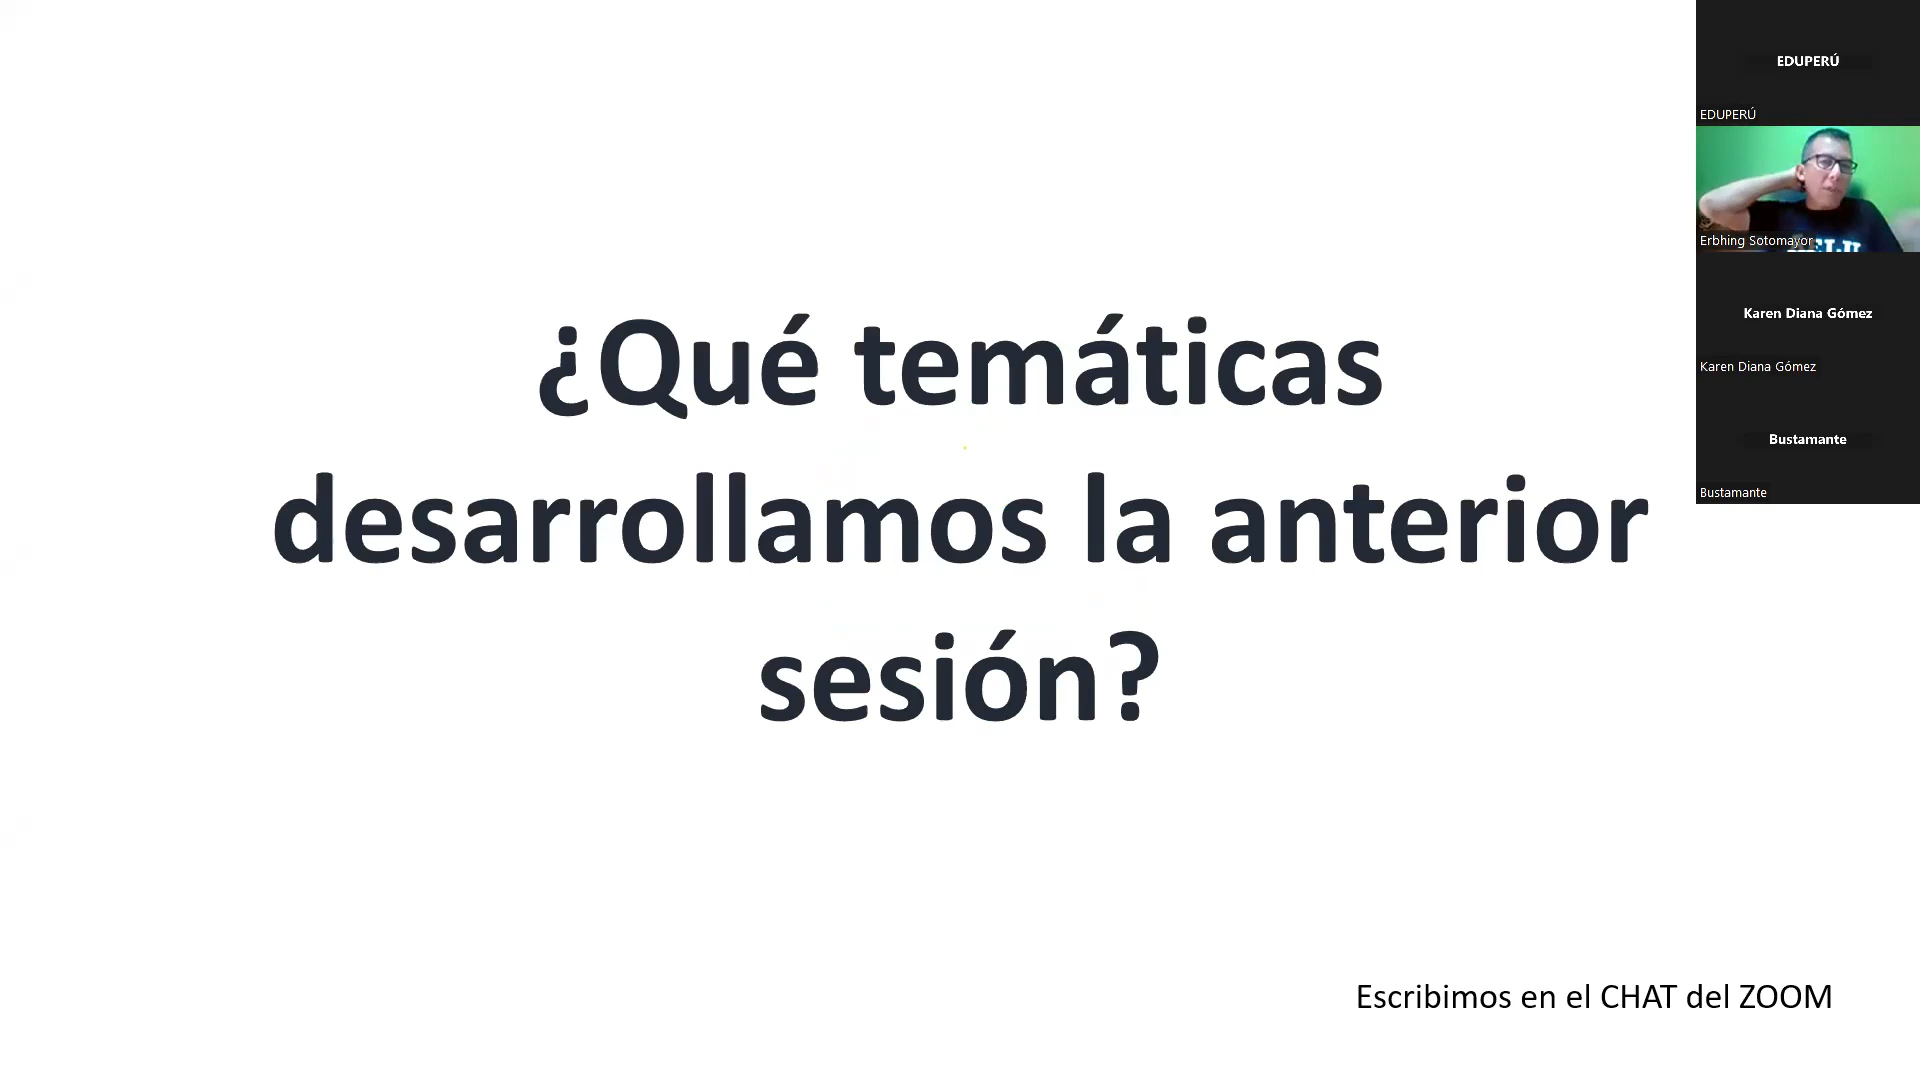 ¿Qué temáticas
desarrollamos la anterior
sesión?
Escribimos en el CHAT del ZOOM
EDUPERÚ
EDUPERÚ
Erbhing Sotomayor
Karen Diana Gómez
Karen Diana Gómez
Bustamante
Bustamante